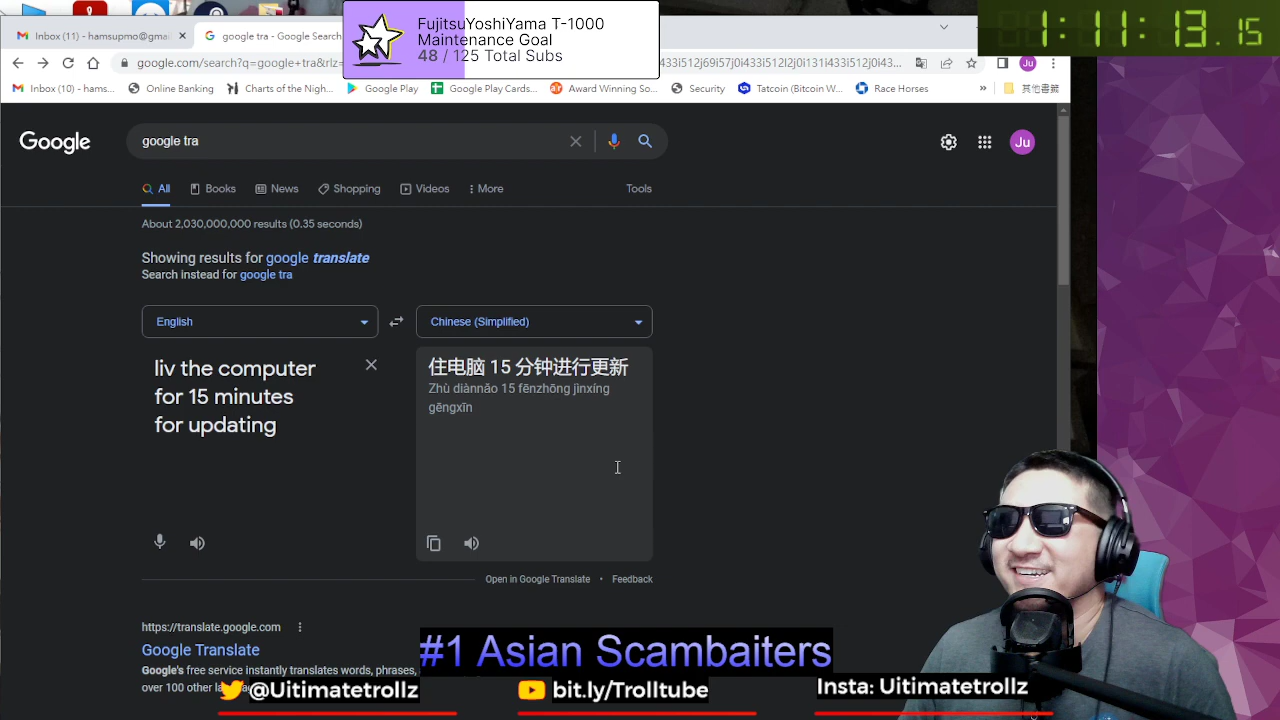 FujitsuYoshiYama T-1000
Maintenance Goal
48 / 125 Total Subs
1:11:13.15
Inbox (11) - hamsupmo@gmai
google tra - Google Search
google.com/search?q=google+tra&rlz=
i433i512j69i57j0i433i512j0i131i433i512j2j0i131i433i512j0i43...
Ju
Inbox (10) - hams...
Online Banking
Charts of the Nigh...
Google Play
Google Play Cards...
Award Winning So...
Security
Tatcoin (Bitcoin W...
Race Horses
»
其他書籤
Google
google tra
Ju
All
Books
News
Shopping
Videos
More
Tools
About 2,030,000,000 results (0.35 seconds)
Showing results for google translate
Search instead for google tra
English
Chinese (Simplified)
liv the computer
for 15 minutes
for updating
住电脑 15 分钟进行更新
Zhù diànnǎo 15 fēnzhōng jìnxíng
gēngxīn
Open in Google Translate • Feedback
https://translate.google.com
Google Translate
Google's free service instantly translates words, phrases,
over 100 other la
#1 Asian Scambaiters
@Uitimatetrollz
bit.ly/Trolltube
Insta: Uitimatetrollz